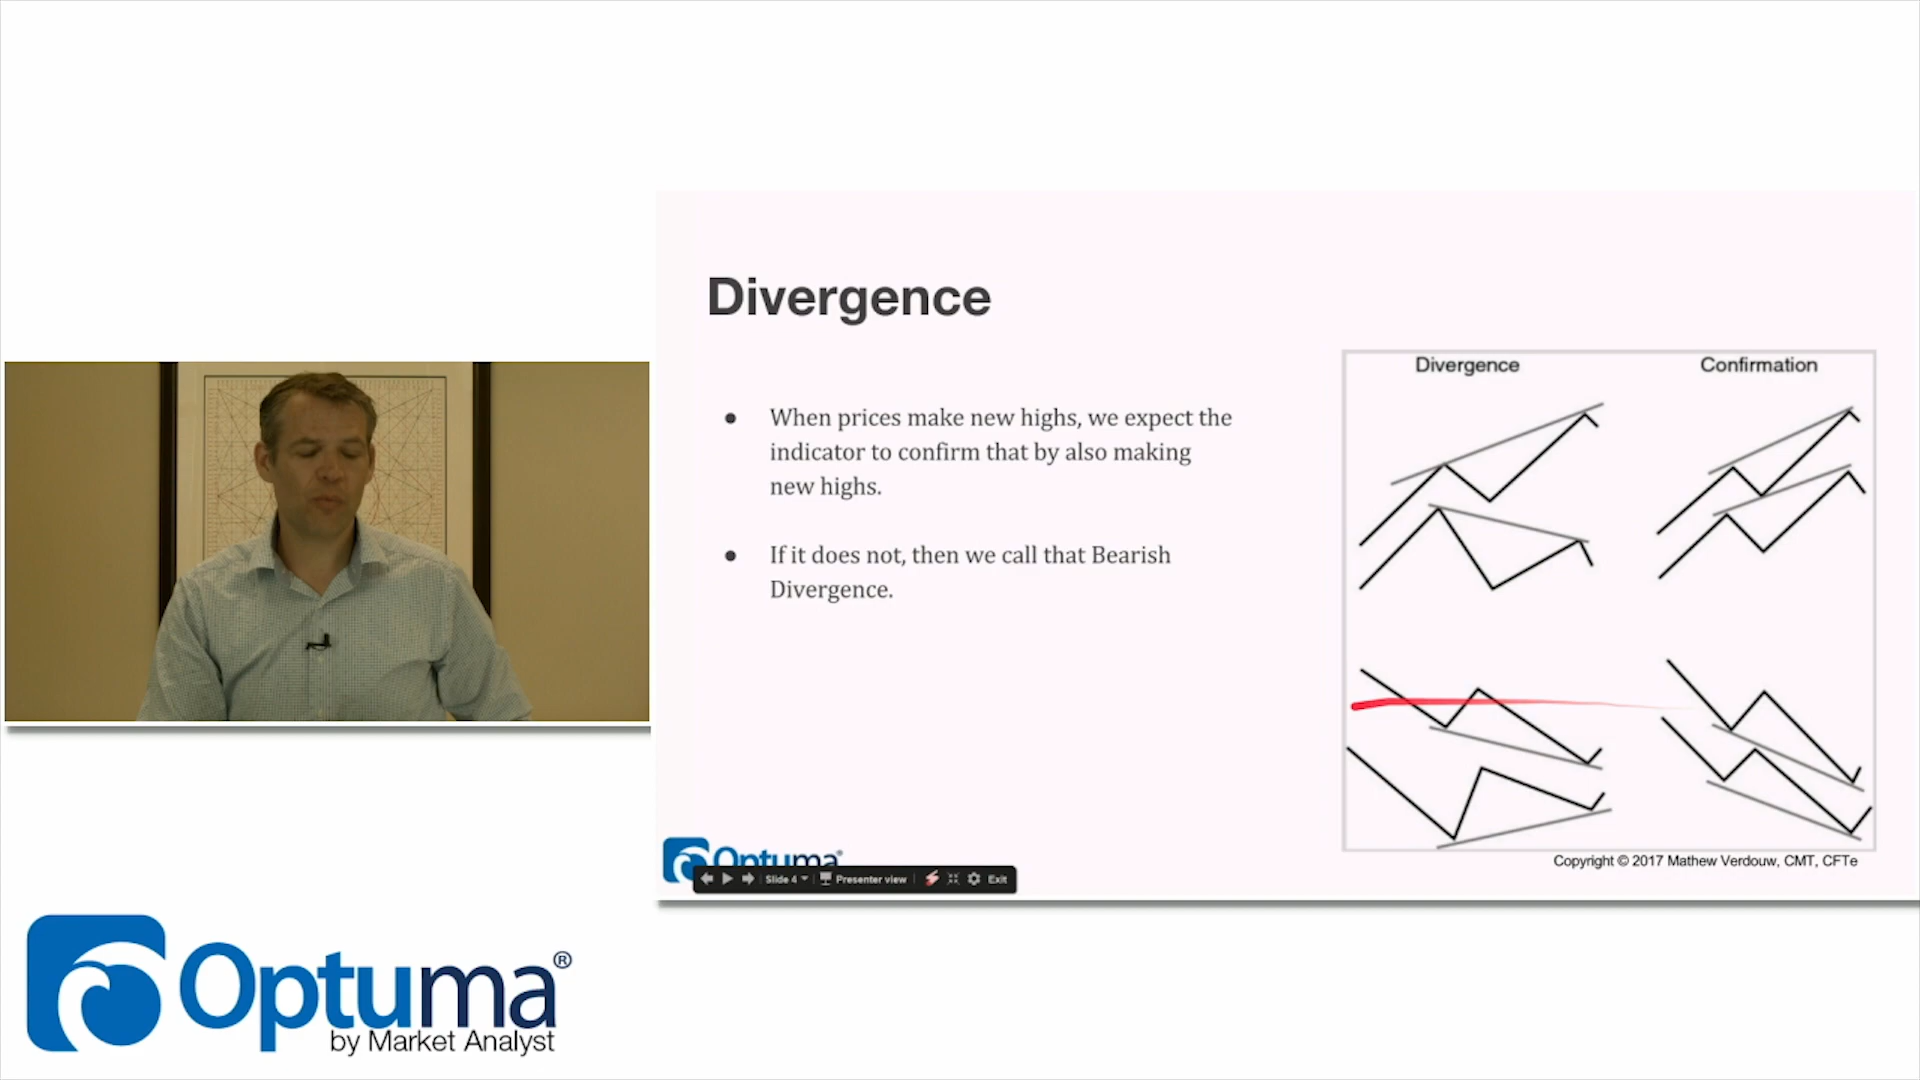 Divergence
● When prices make new highs, we expect the
indicator to confirm that by also making
new highs.
● If it does not, then we call that Bearish
Divergence.
Divergence
Confirmation
Copyright © 2017 Mathew Verdouw, CMT, CFTe
Optuma®
Slide 4
Presenter view
Exit
Optuma®
by Market Analyst